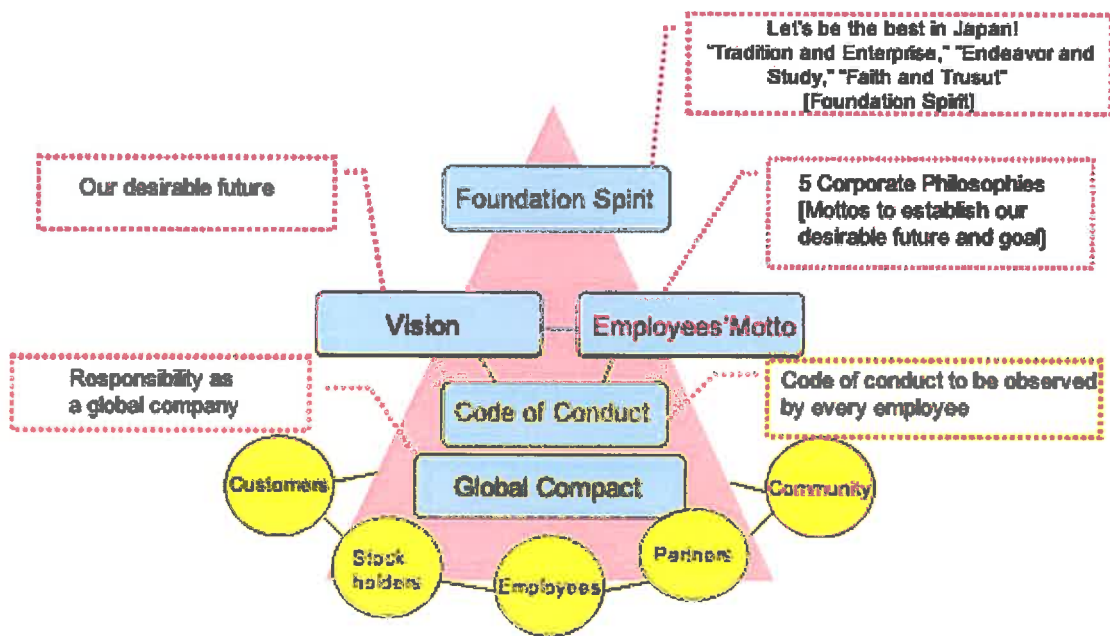 Let's be the best in Japan!
"Tradition and Enterprise," "Endeavor and
Study," "Faith and Trusut"
[Foundation Spirit]
Our desirable future
Foundation Spirit
5 Corporate Philosophies
[Mottos to establish our
desirable future and goal]
Vision
Employees'Motto
Responsibility as
a global company
Code of Conduct
Code of conduct to be observed
by every employee
Global Compact
Customers
Community
Stock
holders
Employees
Partners